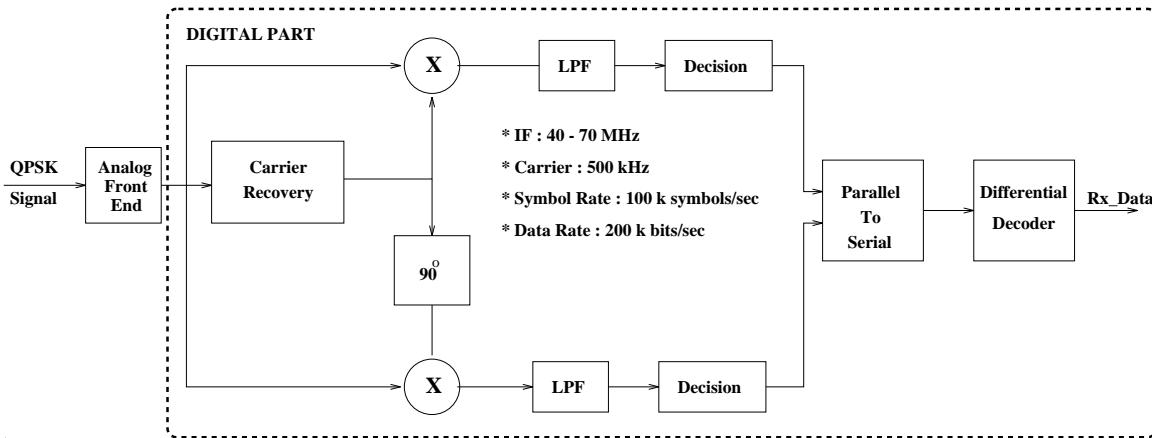 DIGITAL PART
X
LPF
Decision
* IF : 40 - 70 MHz
* Carrier : 500 kHz
* Symbol Rate : 100 k symbols/sec
* Data Rate : 200 k bits/sec
QPSK
Signal
Analog
Front
End
Carrier
Recovery
90°
Parallel
To
Serial
Differential
Decoder
Rx_Data
X
LPF
Decision